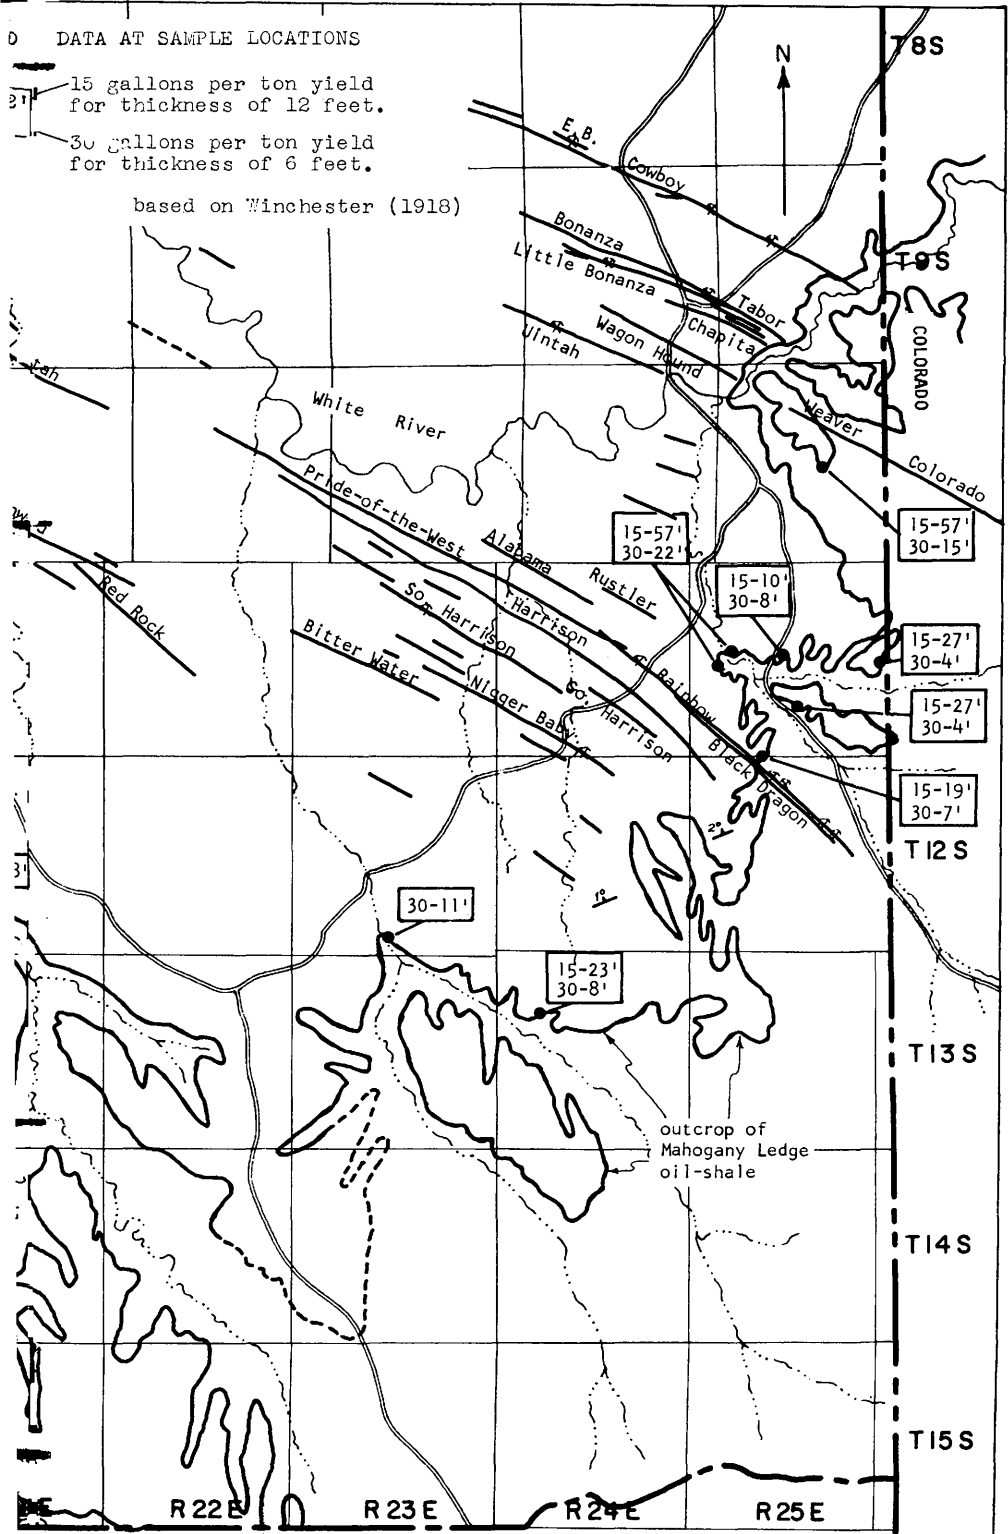 DATA AT SAMPLE LOCATIONS
15 gallons per ton yield
for thickness of 12 feet.
30 gallons per ton yield
for thickness of 6 feet.
based on Winchester (1918)
N
T8S
E.B.
Cowboy
T9S
Bonanza
Little Bonanza
Tabor
Chapita
Wagon Hound
Uintah
COLORADO
White River
Weaver
Colorado
Pride-of-the-West
Alabama
Rustler
15-57'
30-22'
15-57'
30-15'
15-10'
30-8'
Red Rock
So. Harrison
Harrison
Bitter Water
Nigger Baby
So. Harrison
Rainbow
Black Dragon
15-27'
30-4'
15-27'
30-4'
15-19'
30-7'
2°
1°
T12S
30-11'
15-23'
30-8'
T13S
outcrop of
Mahogany Ledge
oil-shale
T14S
T15S
R22E
R23E
R24E
R25E